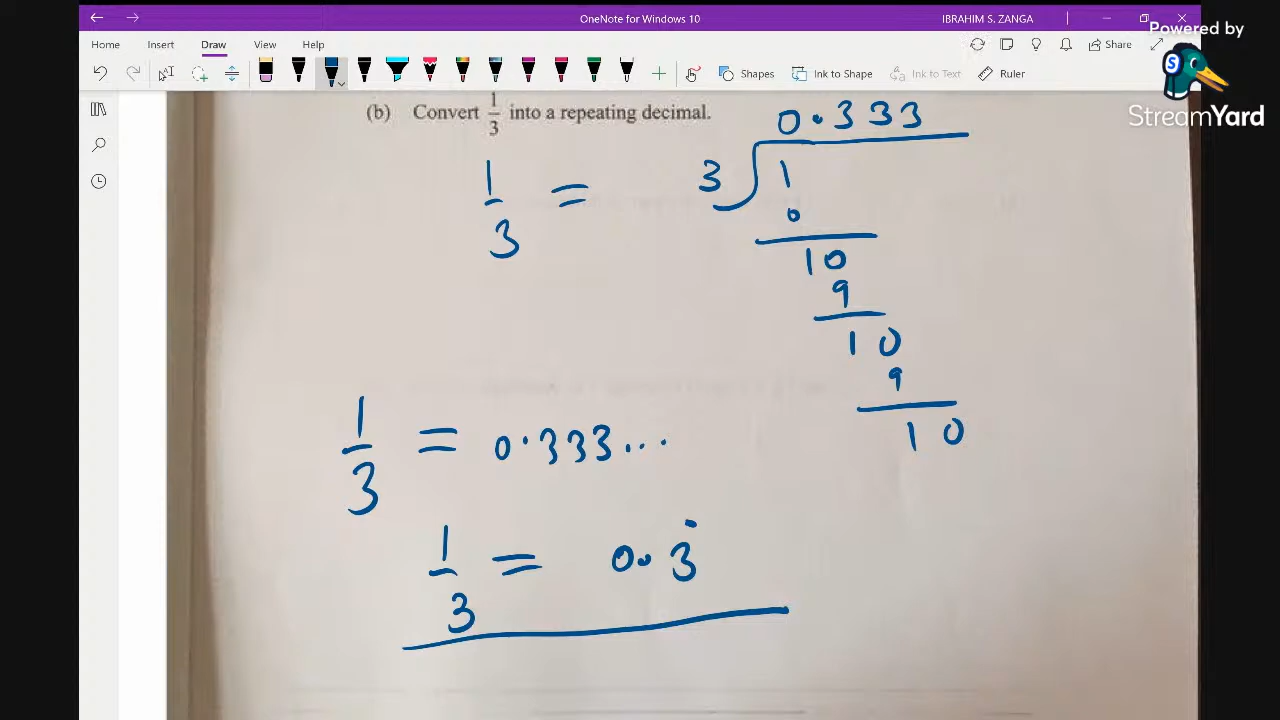 OneNote for Windows 10
IBRAHIM S. ZANGA
Powered by
StreamYard
Home Insert Draw View Help
Share
Shapes Ink to Shape Ink to Text Ruler
(b) Convert 1/3 into a repeating decimal.
1/3 =
0.333
3 1
0
10
9
10
9
10
1/3 = 0.333...
1/3 = 0.3̇